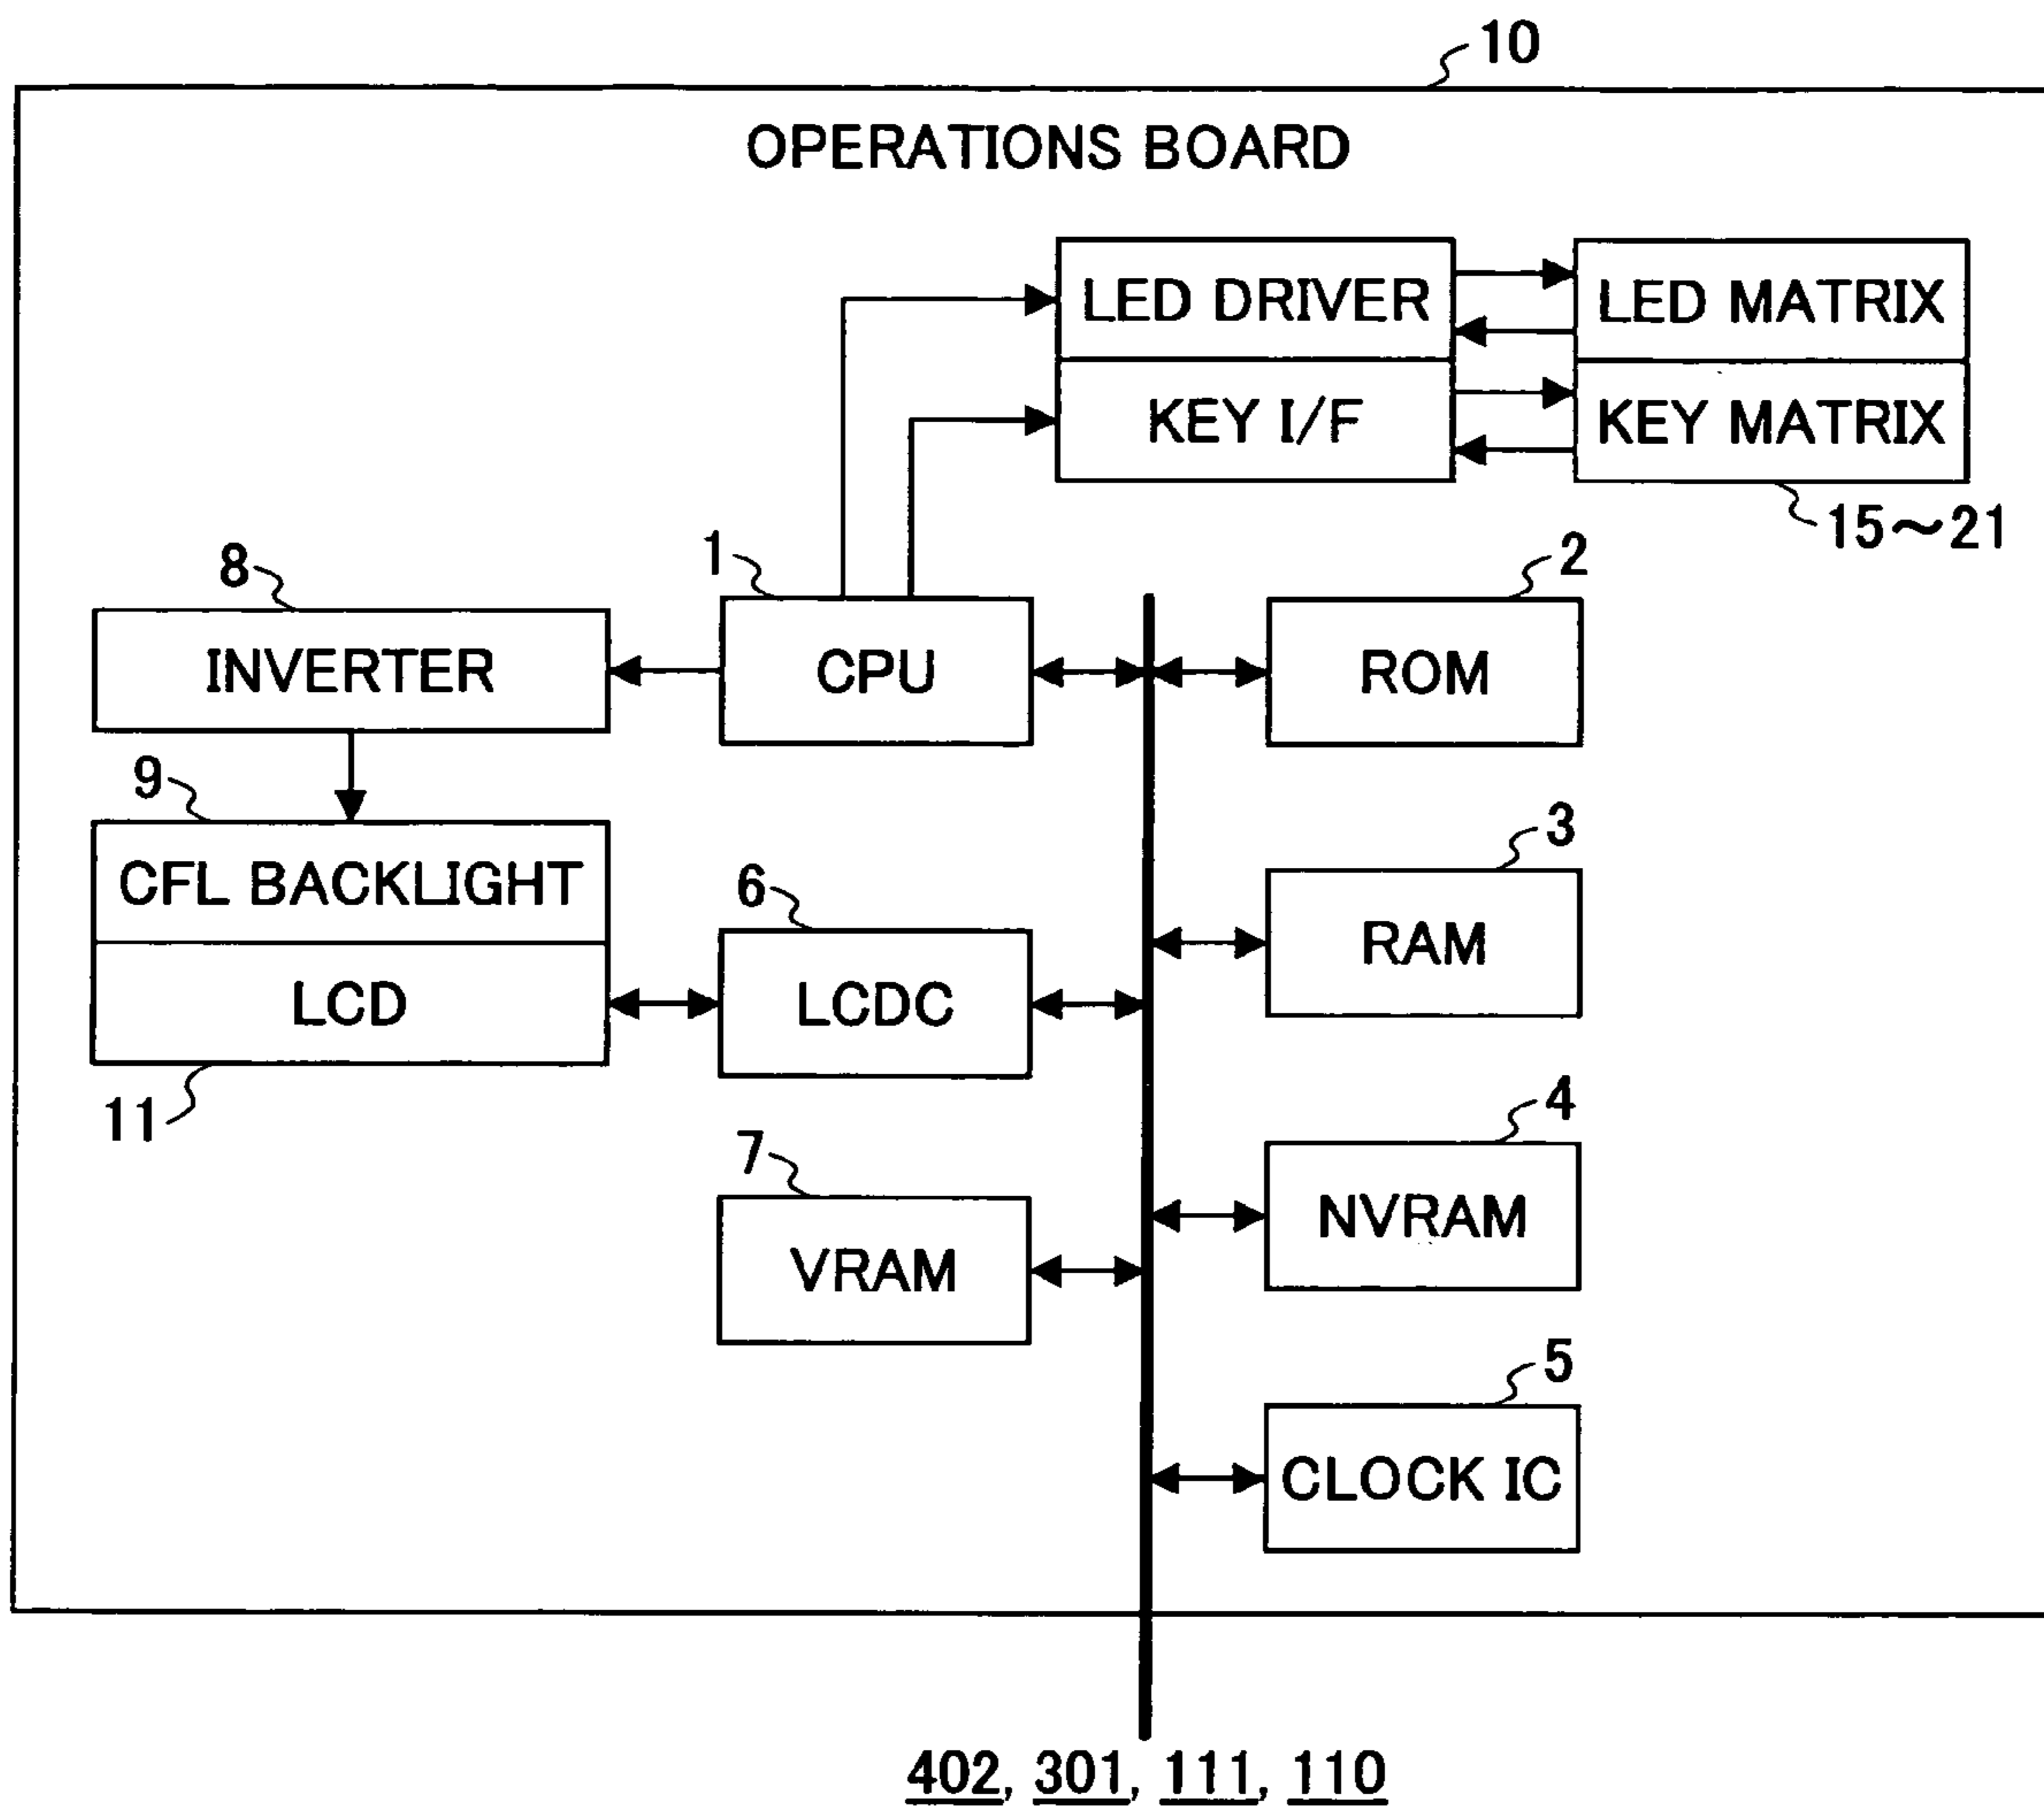 10
OPERATIONS BOARD
LED DRIVER
LED MATRIX
KEY I/F
KEY MATRIX
15～21
8
1
2
INVERTER
CPU
ROM
9
3
CFL BACKLIGHT
6
RAM
LCD
LCDC
11
4
7
NVRAM
VRAM
5
CLOCK IC
402, 301, 111, 110